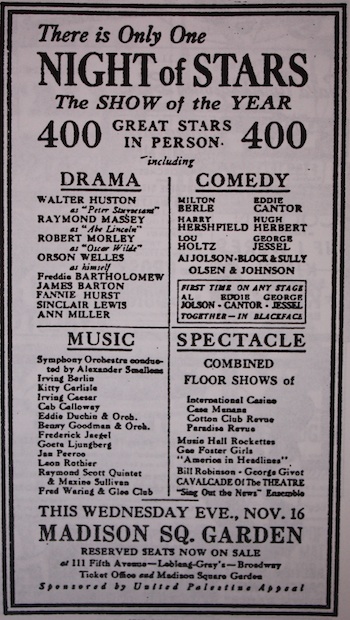 There is Only One
NIGHT of STARS
The SHOW of the YEAR
400 GREAT STARS IN PERSON 400
including
DRAMA
WALTER HUSTON
as "Peter Stuyvesant"
RAYMOND MASSEY
as "Abe Lincoln"
ROBERT MORLEY
as "Oscar Wilde"
ORSON WELLES
as himself
Freddie BARTHOLOMEW
JAMES BARTON
FANNIE HURST
SINCLAIR LEWIS
ANN MILLER
COMEDY
MILTON BERLE
EDDIE CANTOR
HARRY HERSHFIELD
HUGH HERBERT
LOU HOLTZ
GEORGE JESSEL
Al JOLSON-BLOCK & SULLY
OLSEN & JOHNSON
FIRST TIME ON ANY STAGE
AL EDDIE GEORGE
JOLSON - CANTOR - JESSEL
TOGETHER—IN BLACKFACE
MUSIC
Symphony Orchestra conduc-
ted by Alexander Smallens
Irving Berlin
Kitty Carlisle
Irving Caesar
Cab Calloway
Eddie Duchin & Orch.
Benny Goodman & Orch.
Frederick Jaegel
Goeta Ljungberg
Jan Peerce
Leon Rothier
Raymond Scott Quintet
& Maxine Sullivan
Fred Waring & Glee Club
SPECTACLE
COMBINED
FLOOR SHOWS of
International Casino
Casa Manana
Cotton Club Revue
Paradise Revue
Music Hall Rockettes
Gae Foster Girls
"America in Headlines"
Bill Robinson - George Givot
CAVALCADE Of The THEATRE
"Sing Out the News" Ensemble
THIS WEDNESDAY EVE., NOV. 16
MADISON SQ. GARDEN
RESERVED SEATS NOW ON SALE
at 111 Fifth Avenue—Leblang-Gray's—Broadway
Ticket Office and Madison Square Garden
Sponsored by United Palestine Appeal